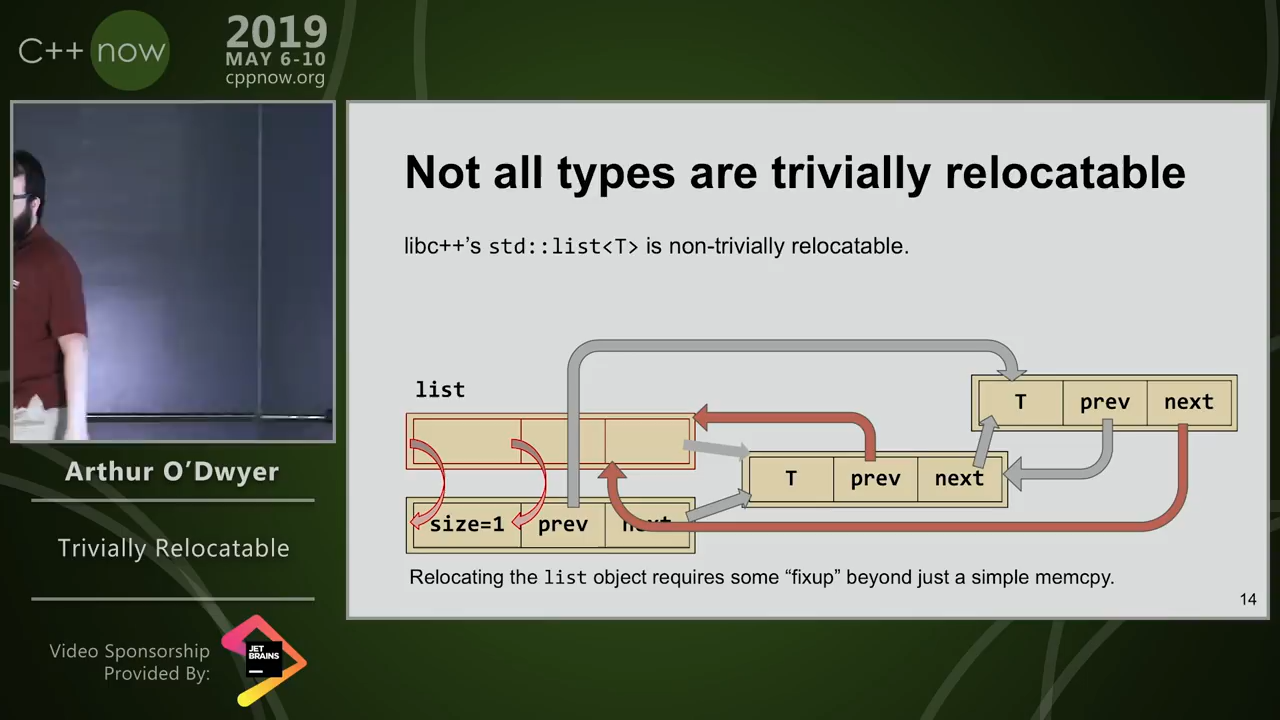 C++ now
2019
MAY 6-10
cppnow.org
Not all types are trivially relocatable
libc++’s std::list<T> is non-trivially relocatable.
list
T prev next
T prev next
size=1 prev next
Relocating the list object requires some “fixup” beyond just a simple memcpy.
14
Arthur O’Dwyer
Trivially Relocatable
Video Sponsorship
Provided By:
JET
BRAINS